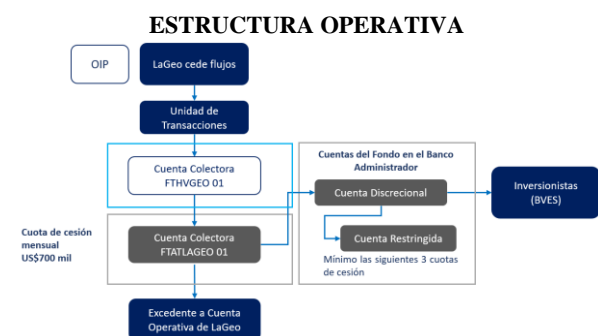 ESTRUCTURA OPERATIVA
OIP
LaGeo cede flujos
Unidad de
Transacciones
Cuenta Colectora
FTHVGEO 01
Cuota de cesión
mensual
US$700 mil
Cuenta Colectora
FTATLAGEO 01
Excedente a Cuenta
Operativa de LaGeo
Cuentas del Fondo en el Banco
Administrador
Cuenta Discrecional
Cuenta Restringida
Mínimo las siguientes 3 cuotas
de cesión
Inversionistas
(BVES)